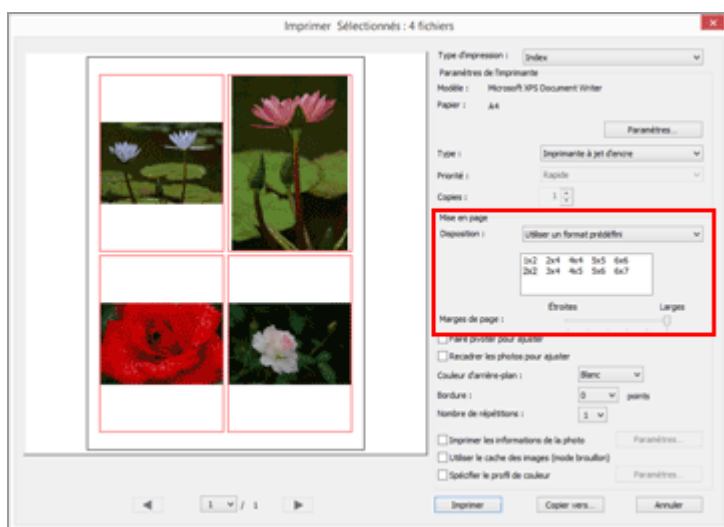 Imprimer Sélectionnés : 4 fichiers
Type d'impression : Index
Paramètres de l'imprimante
Modèle : Microsoft XPS Document Writer
Papier : A4
Paramètres...
Type : Imprimante à jet d'encre
Priorité : Rapide
Copies : 1
Mise en page
Disposition : Utiliser un format prédéfini
1x2 2x4 4x4 5x5 6x6
2x2 3x4 4x5 5x6 6x7
Étroites Larges
Marges de page :
Faire pivoter pour ajuster
Recadrer les photos pour ajuster
Couleur d'arrière-plan : Blanc
Bordure : 0 points
Nombre de répétitions : 1
Imprimer les informations de la photo Paramètres...
Utiliser le cache des images (mode brouillon)
Spécifier le profil de couleur Paramètres...
1 / 1
Imprimer Copier vers... Annuler